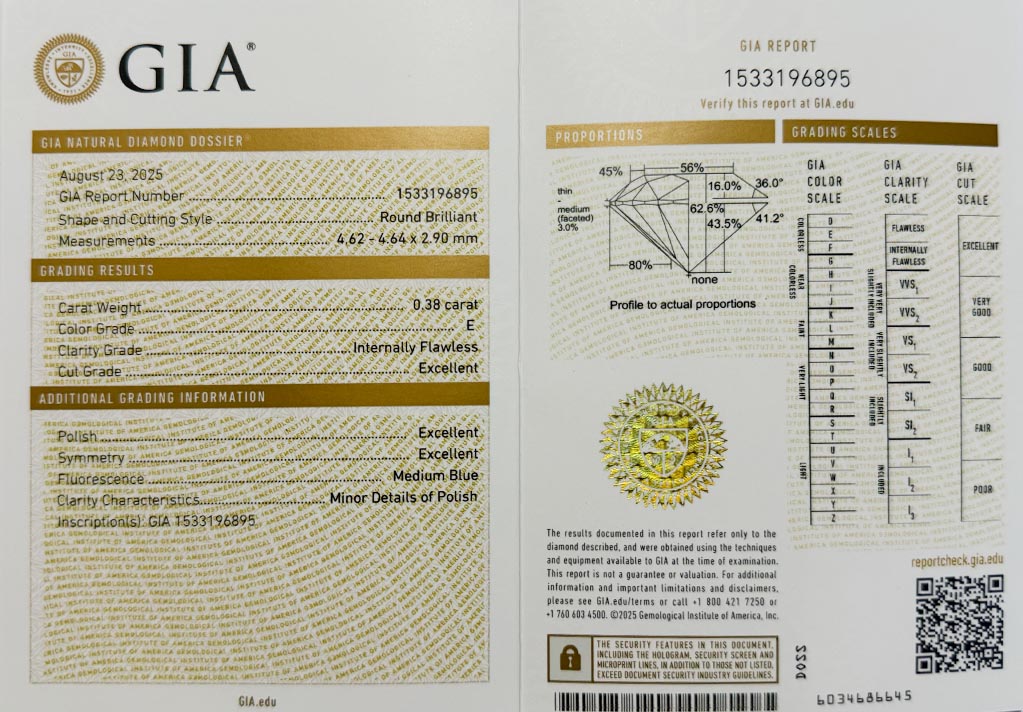 GIA®
GIA NATURAL DIAMOND DOSSIER®
August 23, 2025
GIA Report Number 1533196895
Shape and Cutting Style Round Brilliant
Measurements 4.62 - 4.64 x 2.90 mm
GRADING RESULTS
Carat Weight 0.38 carat
Color Grade E
Clarity Grade Internally Flawless
Cut Grade Excellent
ADDITIONAL GRADING INFORMATION
Polish Excellent
Symmetry Excellent
Fluorescence Medium Blue
Clarity Characteristics Minor Details of Polish
Inscription(s): GIA 1533196895
GIA.edu
GIA REPORT
1533196895
Verify this report at GIA.edu
PROPORTIONS
45%
56%
16.0%
36.0°
thin
-
medium
(faceted)
3.0%
62.6%
43.5%
41.2°
80%
none
Profile to actual proportions
The results documented in this report refer only to the
diamond described, and were obtained using the techniques
and equipment available to GIA at the time of examination.
This report is not a guarantee or valuation. For additional
information and important limitations and disclaimers,
please see GIA.edu/terms or call +1 800 421 7250 or
+1 760 603 4500. ©2025 Gemological Institute of America, Inc.
THE SECURITY FEATURES IN THIS DOCUMENT,
INCLUDING THE HOLOGRAM, SECURITY SCREEN AND
MICROPRINT LINES, IN ADDITION TO THOSE NOT LISTED,
EXCEED DOCUMENT SECURITY INDUSTRY GUIDELINES.
GRADING SCALES
GIA
COLOR
SCALE
COLORLESS
D
E
F
NEAR COLORLESS
G
H
I
J
FAINT
K
L
M
VERY LIGHT
N
O
P
Q
R
LIGHT
S
T
U
V
W
X
Y
Z
GIA
CLARITY
SCALE
FLAWLESS
INTERNALLY
FLAWLESS
VERY VERY
SLIGHTLY INCLUDED
VVS1
VVS2
VERY SLIGHTLY
INCLUDED
VS1
VS2
SLIGHTLY
INCLUDED
SI1
SI2
INCLUDED
I1
I2
I3
GIA
CUT
SCALE
EXCELLENT
VERY
GOOD
GOOD
FAIR
POOR
reportcheck.gia.edu
DOS2
6034686645